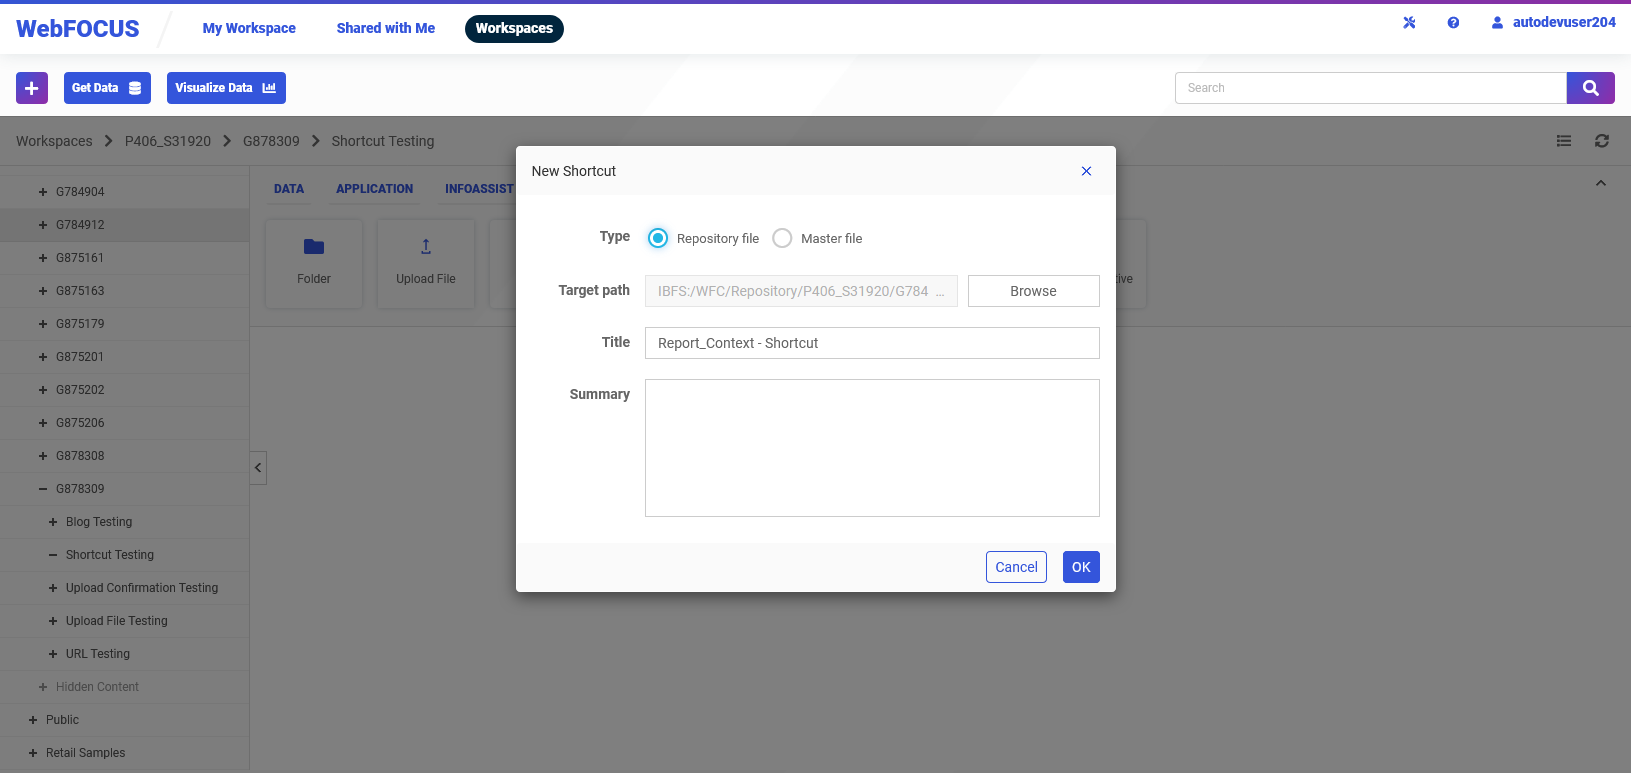 WebFOCUS
My Workspace
Shared with Me
Workspaces
autodevuser204
Get Data
Visualize Data
Search
Workspaces
P406_S31920
G878309
Shortcut Testing
G784904
G784912
G875161
G875163
G875179
G875201
G875202
G875206
G878308
G878309
Blog Testing
Shortcut Testing
Upload Confirmation Testing
Upload File Testing
URL Testing
Hidden Content
Public
Retail Samples
DATA
APPLICATION
INFOASSIST
Folder
Upload File
tive
New Shortcut
Type
Repository file
Master file
Target path
IBFS:/WFC/Repository/P406_S31920/G784 ...
Browse
Title
Report_Context - Shortcut
Summary
Cancel
OK